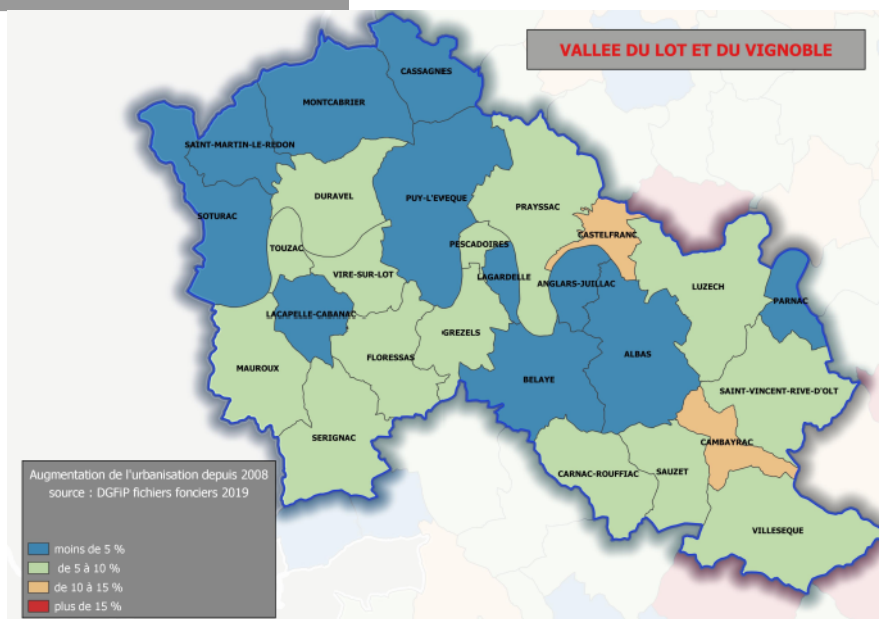 VALLEE DU LOT ET DU VIGNOBLE
CASSAGNES
MONTCABRIER
SAINT-MARTIN-LE-REDON
DURAVEL
PUY-L'EVEQUE
PRAYSSAC
SOTURAC
CASTELFRANC
TOUZAC
PESCADOIRES
VIRE-SUR-LOT
LAGARDELLE
ANGLARS-JUILLAC
LUZECH
PARNAC
LACAPELLE-CABANAC
GREZELS
FLORESSAS
ALBAS
MAUROUX
BELAYE
SAINT-VINCENT-RIVE-D'OLT
SERIGNAC
CAMBAYRAC
CARNAC-ROUFFIAC
SAUZET
VILLESEQUE
Augmentation de l'urbanisation depuis 2008
source : DGFiP fichiers fonciers 2019
moins de 5 %
de 5 à 10 %
de 10 à 15 %
plus de 15 %